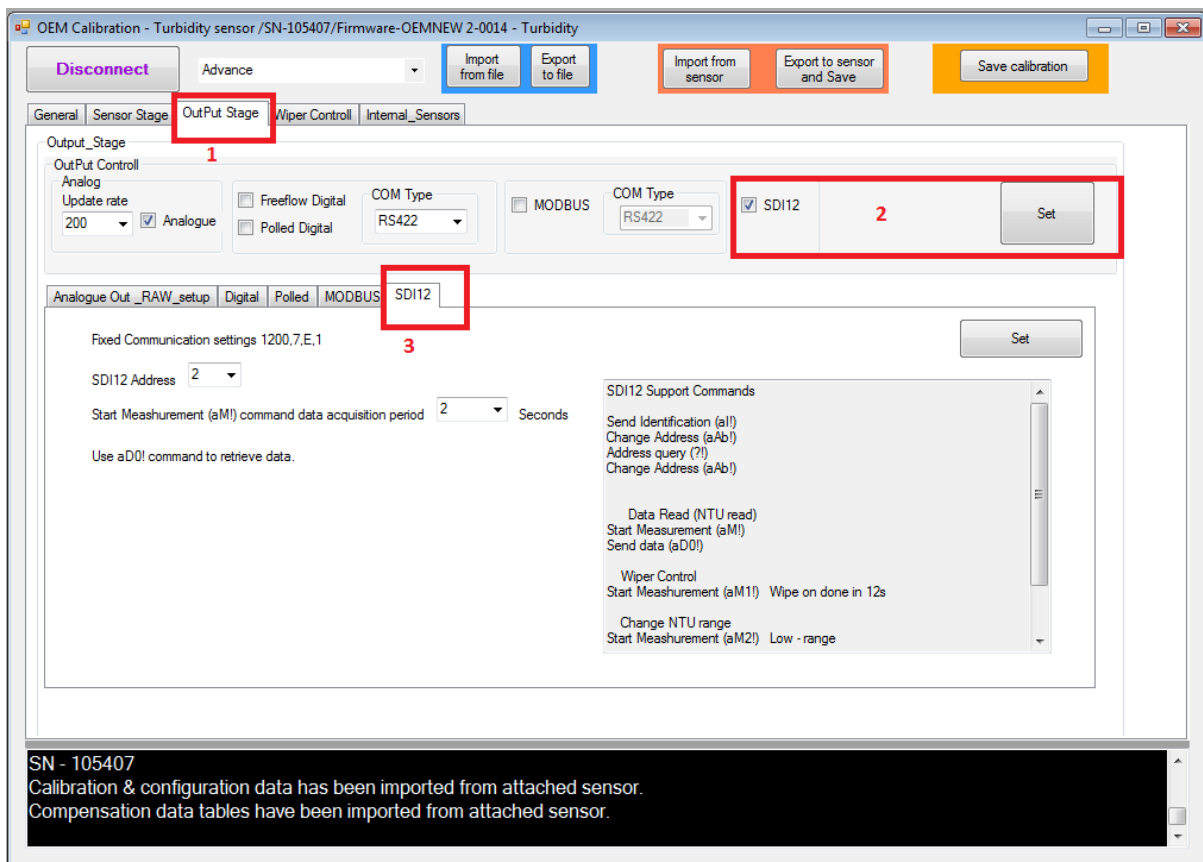 OEM Calibration - Turbidity sensor /SN-105407/Firmware-OEMNEW 2-0014 - Turbidity
Disconnect
Advance
Import from file
Export to file
Import from sensor
Export to sensor and Save
Save calibration
General
Sensor Stage
OutPut Stage
Wiper Controll
Internal_Sensors
1
Output_Stage
OutPut Controll
Analog
Update rate
200
Analogue
Freeflow Digital
Polled Digital
COM Type
RS422
MODBUS
COM Type
RS422
SDI12
2
Set
Analogue Out _RAW_setup
Digital
Polled
MODBUS
SDI12
3
Fixed Communication settings 1200,7,E,1
Set
SDI12 Address 2
Start Meashurement (aM!) command data acquisition period 2 Seconds
Use aD0! command to retrieve data.
SDI12 Support Commands
Send Identification (aI!)
Change Address (aAb!)
Address query (?!)
Change Address (aAb!)
Data Read (NTU read)
Start Measurement (aM!)
Send data (aD0!)
Wiper Control
Start Meashurement (aM1!) Wipe on done in 12s
Change NTU range
Start Meashurement (aM2!) Low - range
SN - 105407
Calibration & configuration data has been imported from attached sensor.
Compensation data tables have been imported from attached sensor.